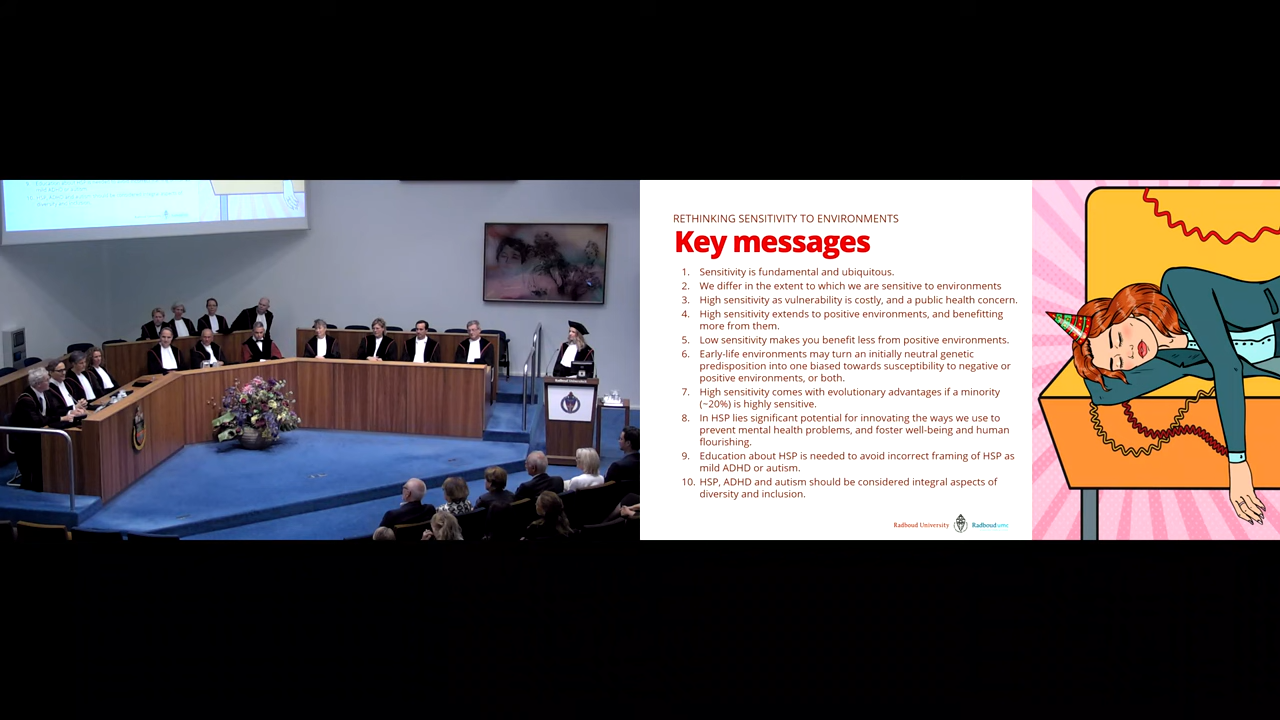 RETHINKING SENSITIVITY TO ENVIRONMENTS
Key messages
1. Sensitivity is fundamental and ubiquitous.
2. We differ in the extent to which we are sensitive to environments
3. High sensitivity as vulnerability is costly, and a public health concern.
4. High sensitivity extends to positive environments, and benefitting
more from them.
5. Low sensitivity makes you benefit less from positive environments.
6. Early-life environments may turn an initially neutral genetic
predisposition into one biased towards susceptibility to negative or
positive environments, or both.
7. High sensitivity comes with evolutionary advantages if a minority
(~20%) is highly sensitive.
8. In HSP lies significant potential for innovating the ways we use to
prevent mental health problems, and foster well-being and human
flourishing.
9. Education about HSP is needed to avoid incorrect framing of HSP as
mild ADHD or autism.
10. HSP, ADHD and autism should be considered integral aspects of
diversity and inclusion.
Radboud University Radboudumc
Radboud Universiteit